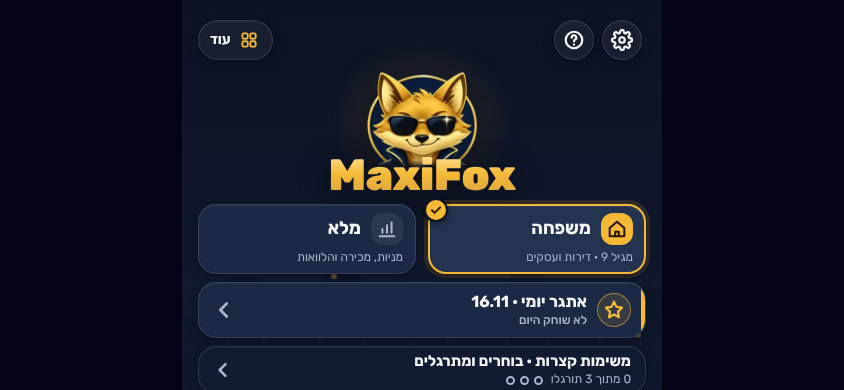 עוד
MaxiFox
משפחה
מגיל 9 • דירות ועסקים
מלא
מניות, מכירה והלוואות
אתגר יומי • 16.11
לא שוחק היום
משימות קצרות • בוחרים ומתרגלים
0 מתוך 3 תורגלו